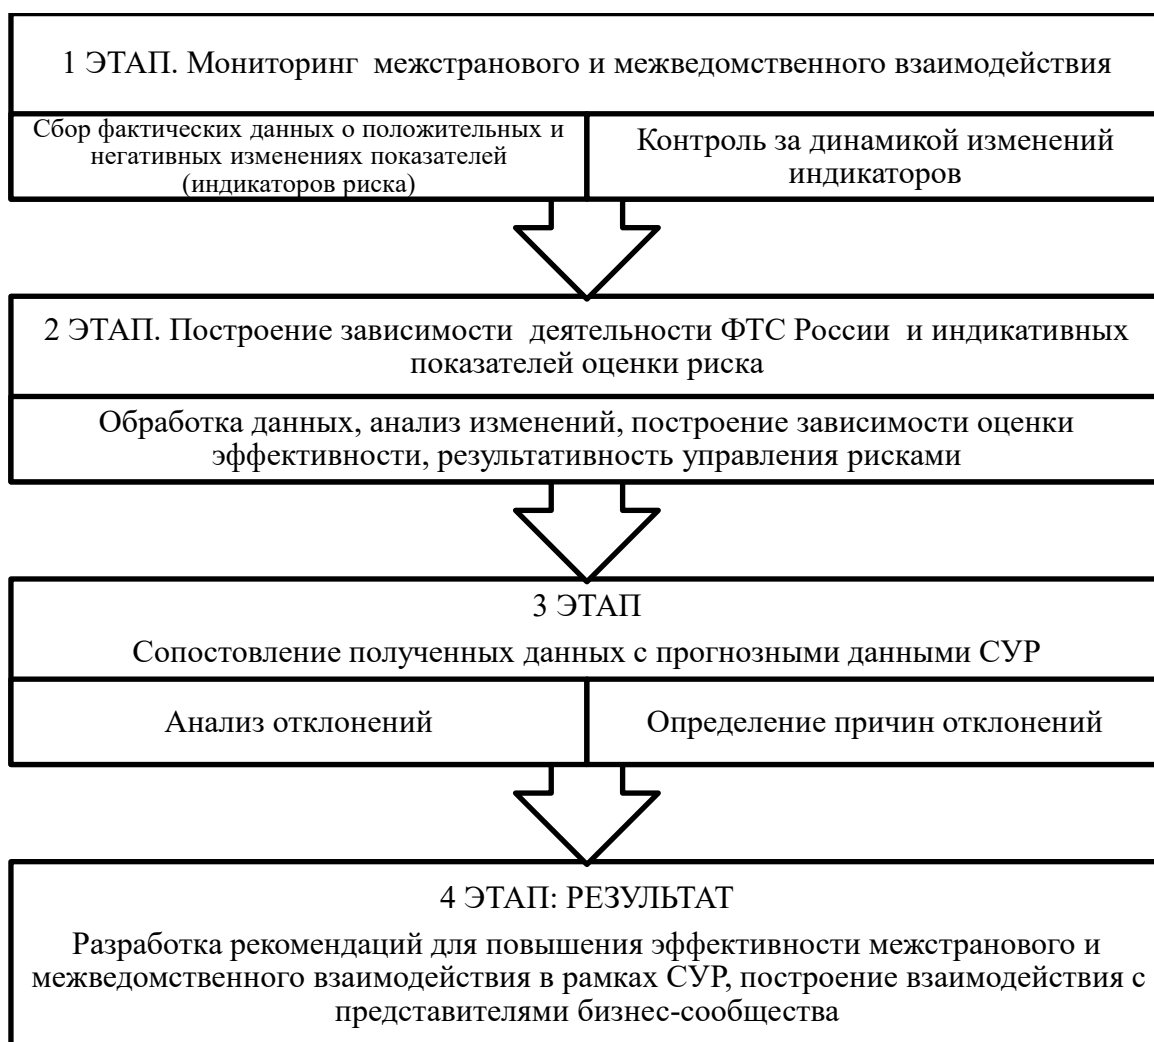 1 ЭТАП. Мониторинг межстранового и межведомственного взаимодействия
Сбор фактических данных о положительных и
негативных изменениях показателей
(индикаторов риска)
Контроль за динамикой изменений
индикаторов
2 ЭТАП. Построение зависимости деятельности ФТС России и индикативных
показателей оценки риска
Обработка данных, анализ изменений, построение зависимости оценки
эффективности, результативность управления рисками
3 ЭТАП
Сопостовление полученных данных с прогнозными данными СУР
Анализ отклонений
Определение причин отклонений
4 ЭТАП: РЕЗУЛЬТАТ
Разработка рекомендаций для повышения эффективности межстранового и
межведомственного взаимодействия в рамках СУР, построение взаимодействия с
представителями бизнес-сообщества